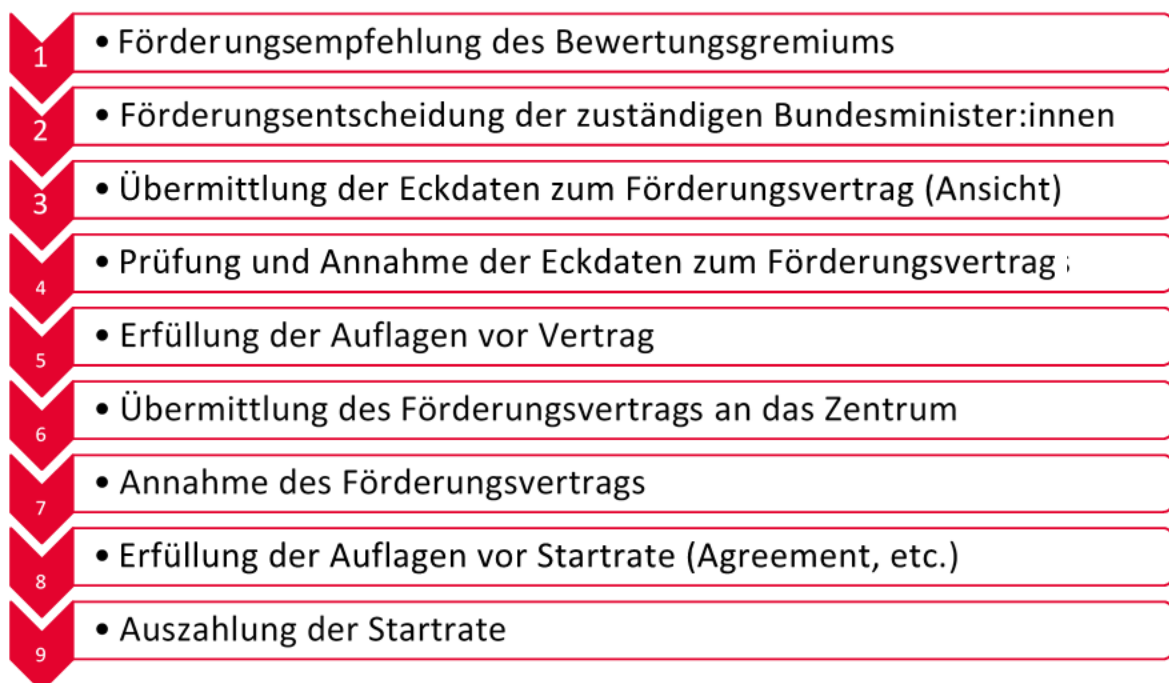 1 • Förderungsempfehlung des Bewertungsgremiums
2 • Förderungsentscheidung der zuständigen Bundesminister:innen
3 • Übermittlung der Eckdaten zum Förderungsvertrag (Ansicht)
4 • Prüfung und Annahme der Eckdaten zum Förderungsvertrag
5 • Erfüllung der Auflagen vor Vertrag
6 • Übermittlung des Förderungsvertrags an das Zentrum
7 • Annahme des Förderungsvertrags
8 • Erfüllung der Auflagen vor Startrate (Agreement, etc.)
9 • Auszahlung der Startrate